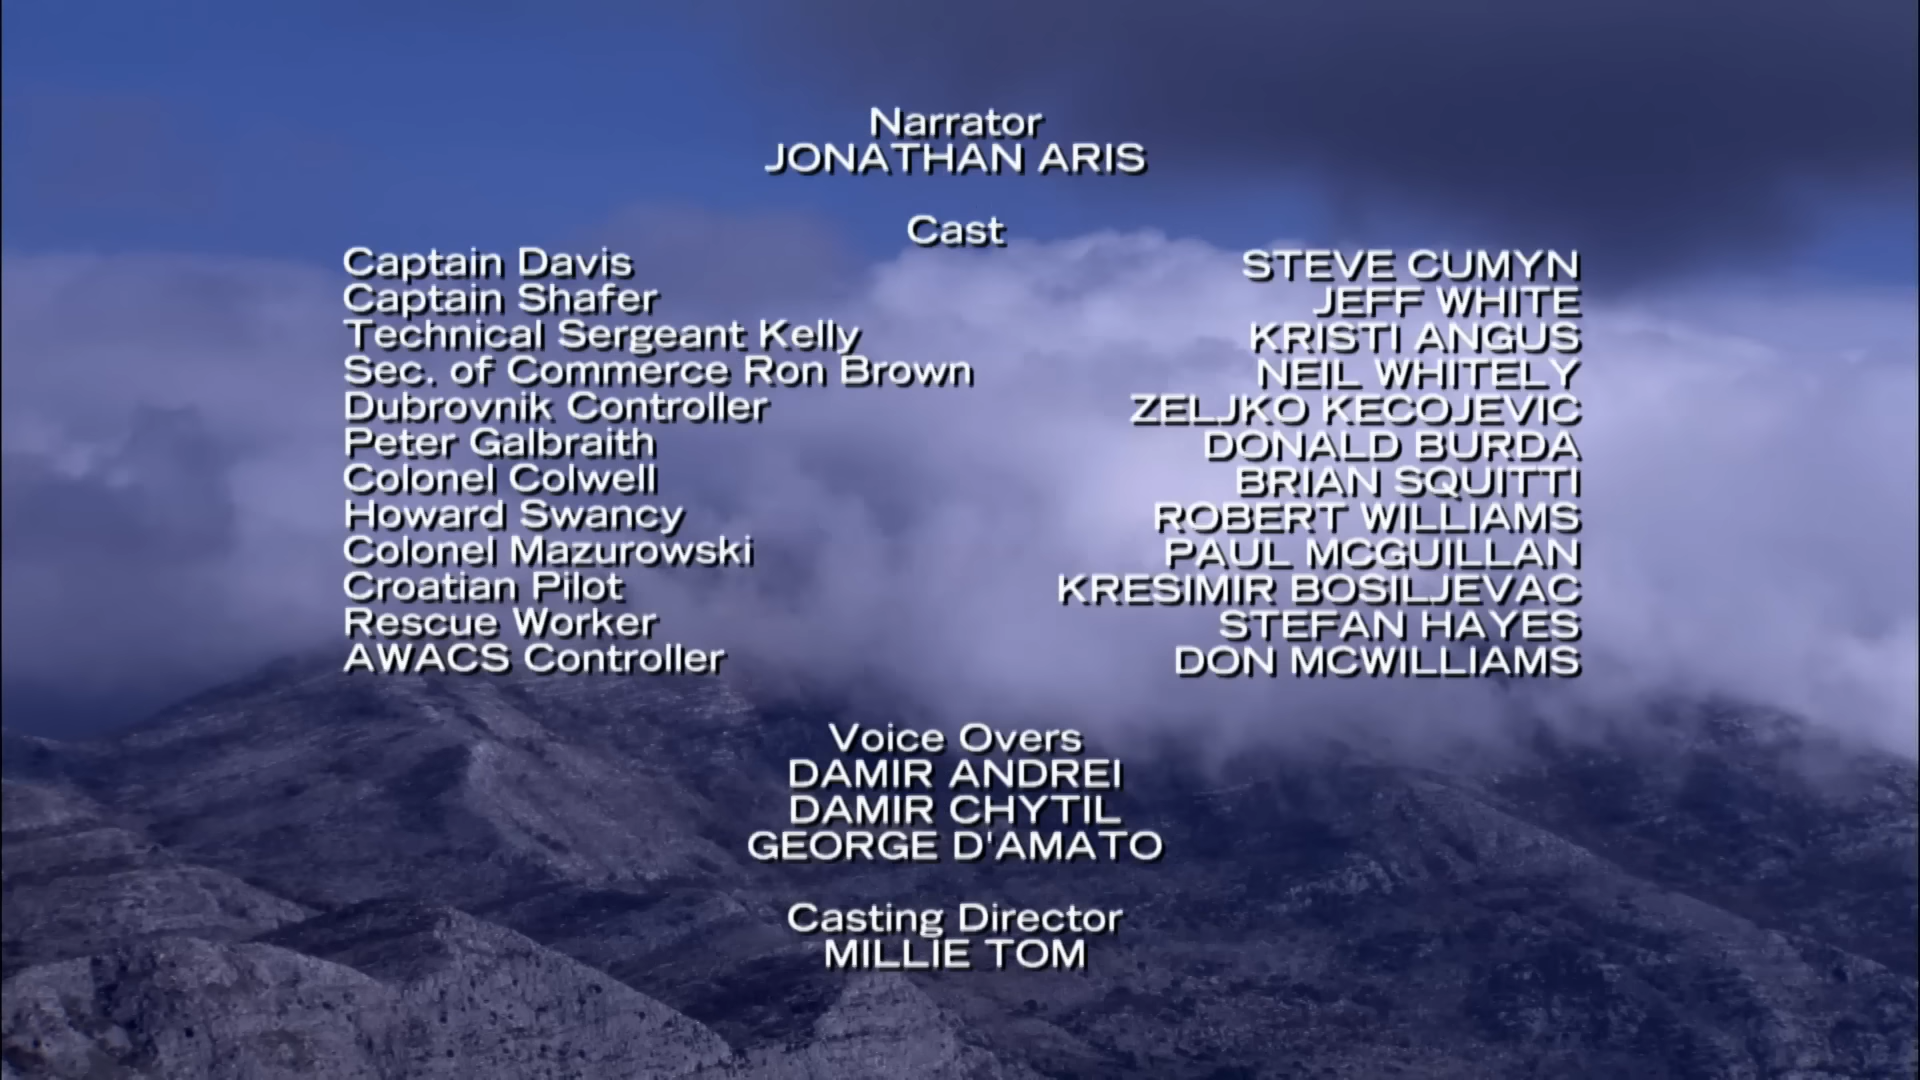 Narrator
JONATHAN ARIS
Cast
Captain Davis STEVE CUMYN
Captain Shafer JEFF WHITE
Technical Sergeant Kelly KRISTI ANGUS
Sec. of Commerce Ron Brown NEIL WHITELY
Dubrovnik Controller ZELJKO KECOJEVIC
Peter Galbraith DONALD BURDA
Colonel Colwell BRIAN SQUITTI
Howard Swancy ROBERT WILLIAMS
Colonel Mazurowski PAUL MCGUILLAN
Croatian Pilot KRESIMIR BOSILJEVAC
Rescue Worker STEFAN HAYES
AWACS Controller DON MCWILLIAMS
Voice Overs
DAMIR ANDREI
DAMIR CHYTIL
GEORGE D'AMATO
Casting Director
MILLIE TOM